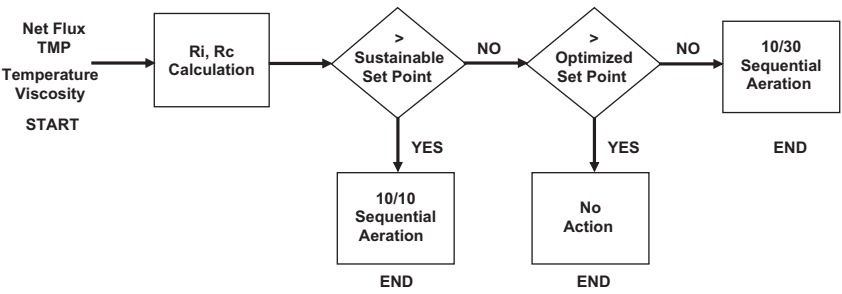 Net Flux
TMP
Temperature
Viscosity
START
Ri, Rc
Calculation
>
Sustainable
Set Point
NO
>
Optimized
Set Point
NO
10/30
Sequential
Aeration
YES
YES
END
10/10
Sequential
Aeration
No
Action
END
END